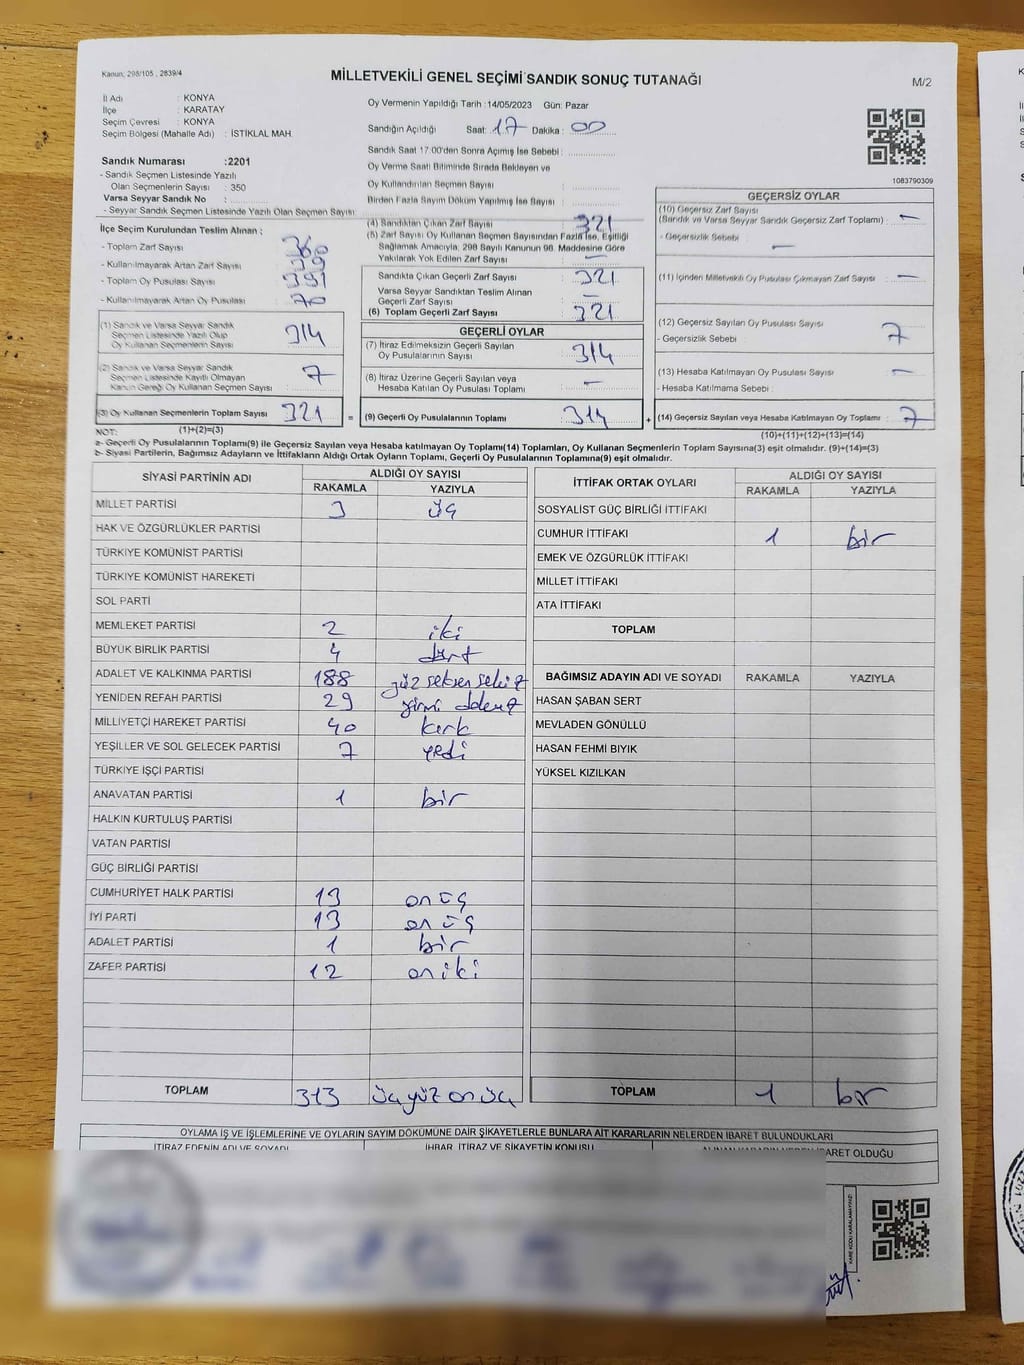 Kanun, 298/105 , 2839/4
MİLLETVEKİLİ GENEL SEÇİMİ SANDIK SONUÇ TUTANAĞI
M/2
İl Adı : KONYA
İlçe : KARATAY
Seçim Çevresi : KONYA
Seçim Bölgesi (Mahalle Adı) : İSTİKLAL MAH.
Oy Vermenin Yapıldığı Tarih :14/05/2023 Gün: Pazar
Sandığın Açıldığı Saat: 17 Dakika : 00
Sandık Saat 17:00'den Sonra Açılmış İse Sebebi :
Oy Verme Saati Bitiminde Sırada Bekleyen ve
Oy Kullandırılan Seçmen Sayısı :
Birden Fazla Sayım Döküm Yapılmış İse Sayısı :
1083790309
Sandık Numarası :2201
- Sandık Seçmen Listesinde Yazılı
Olan Seçmenlerin Sayısı : 350
Varsa Seyyar Sandık No :
- Seyyar Sandık Seçmen Listesinde Yazılı Olan Seçmen Sayısı:
İlçe Seçim Kurulundan Teslim Alınan ;
- Toplam Zarf Sayısı : 360
- Kullanılmayarak Artan Zarf Sayısı : 39
- Toplam Oy Pusulası Sayısı : 391
- Kullanılmayarak Artan Oy Pusulası : 70
(1) Sandık ve Varsa Seyyar Sandık
Seçmen Listesinde Yazılı Olup
Oy Kullanan Seçmenlerin Sayısı : 314
(2) Sandık ve Varsa Seyyar Sandık
Seçmen Listesinde Kayıtlı Olmayan
Kanun Gereği Oy Kullanan Seçmen Sayısı : 7
(3) Oy Kullanan Seçmenlerin Toplam Sayısı : 321
(4) Sandıktan Çıkan Zarf Sayısı : 321
(5) Zarf Sayısı Oy Kullanan Seçmen Sayısından Fazla İse, Eşitliği
Sağlamak Amacıyla, 298 Sayılı Kanunun 98. Maddesine Göre
Yakılarak Yok Edilen Zarf Sayısı : –
Sandıkta Çıkan Geçerli Zarf Sayısı : 321
Varsa Seyyar Sandıktan Teslim Alınan
Geçerli Zarf Sayısı : –
(6) Toplam Geçerli Zarf Sayısı : 321
GEÇERLİ OYLAR
(7) İtiraz Edilmeksizin Geçerli Sayılan
Oy Pusulalarının Sayısı : 314
(8) İtiraz Üzerine Geçerli Sayılan veya
Hesaba Katılan Oy Pusulası Toplamı : –
= (9) Geçerli Oy Pusulalarının Toplamı : 314 +
GEÇERSİZ OYLAR
(10) Geçersiz Zarf Sayısı
(Sandık ve Varsa Seyyar Sandık Geçersiz Zarf Toplamı) : –
- Geçersizlik Sebebi : –
(11) İçinden Milletvekili Oy Pusulası Çıkmayan Zarf Sayısı : –
(12) Geçersiz Sayılan Oy Pusulası Sayısı : 7
- Geçersizlik Sebebi :
(13) Hesaba Katılmayan Oy Pusulası Sayısı : –
- Hesaba Katılmama Sebebi :
(14) Geçersiz Sayılan veya Hesaba Katılmayan Oy Toplamı : 7
NOT: (1)+(2)=(3)
(10)+(11)+(12)+(13)=(14)
a- Geçerli Oy Pusulalarının Toplamı(9) ile Geçersiz Sayılan veya Hesaba katılmayan Oy Toplamı(14) Toplamları, Oy Kullanan Seçmenlerin Toplam Sayısına(3) eşit olmalıdır. (9)+(14)=(3)
b- Siyasi Partilerin, Bağımsız Adayların ve İttifakların Aldığı Ortak Oyların Toplamı, Geçerli Oy Pusulalarının Toplamına(9) eşit olmalıdır.
SİYASİ PARTİNİN ADI ALDIĞI OY SAYISI
RAKAMLA YAZIYLA
MİLLET PARTİSİ 3 üç
HAK VE ÖZGÜRLÜKLER PARTİSİ
TÜRKİYE KOMÜNİST PARTİSİ
TÜRKİYE KOMÜNİST HAREKETİ
SOL PARTİ
MEMLEKET PARTİSİ 2 iki
BÜYÜK BİRLİK PARTİSİ 4 dört
ADALET VE KALKINMA PARTİSİ 188 yüz seksen sekiz
YENİDEN REFAH PARTİSİ 29 yirmi dokuz
MİLLİYETÇİ HAREKET PARTİSİ 40 kırk
YEŞİLLER VE SOL GELECEK PARTİSİ 7 yedi
TÜRKİYE İŞÇİ PARTİSİ
ANAVATAN PARTİSİ 1 bir
HALKIN KURTULUŞ PARTİSİ
VATAN PARTİSİ
GÜÇ BİRLİĞİ PARTİSİ
CUMHURİYET HALK PARTİSİ 13 on üç
İYİ PARTİ 13 on üç
ADALET PARTİSİ 1 bir
ZAFER PARTİSİ 12 on iki
TOPLAM 313 üçyüz on üç
İTTİFAK ORTAK OYLARI ALDIĞI OY SAYISI
RAKAMLA YAZIYLA
SOSYALİST GÜÇ BİRLİĞİ İTTİFAKI
CUMHUR İTTİFAKI 1 bir
EMEK VE ÖZGÜRLÜK İTTİFAKI
MİLLET İTTİFAKI
ATA İTTİFAKI
TOPLAM
BAĞIMSIZ ADAYIN ADI VE SOYADI RAKAMLA YAZIYLA
HASAN ŞABAN SERT
MEVLADEN GÖNÜLLÜ
HASAN FEHMİ BIYIK
YÜKSEL KIZILKAN
TOPLAM 1 bir
OYLAMA İŞ VE İŞLEMLERİNE VE OYLARIN SAYIM DÖKÜMÜNE DAİR ŞİKAYETLERLE BUNLARA AİT KARARLARIN NELERDEN İBARET BULUNDUKLARI
İTİRAZ EDENİN ADI VE SOYADI İHBAR, İTİRAZ VE ŞİKAYETİN KONUSU ALINAN KARARIN NEDEN İBARET OLDUĞU
KARE KODU KARALAMAYINIZ!